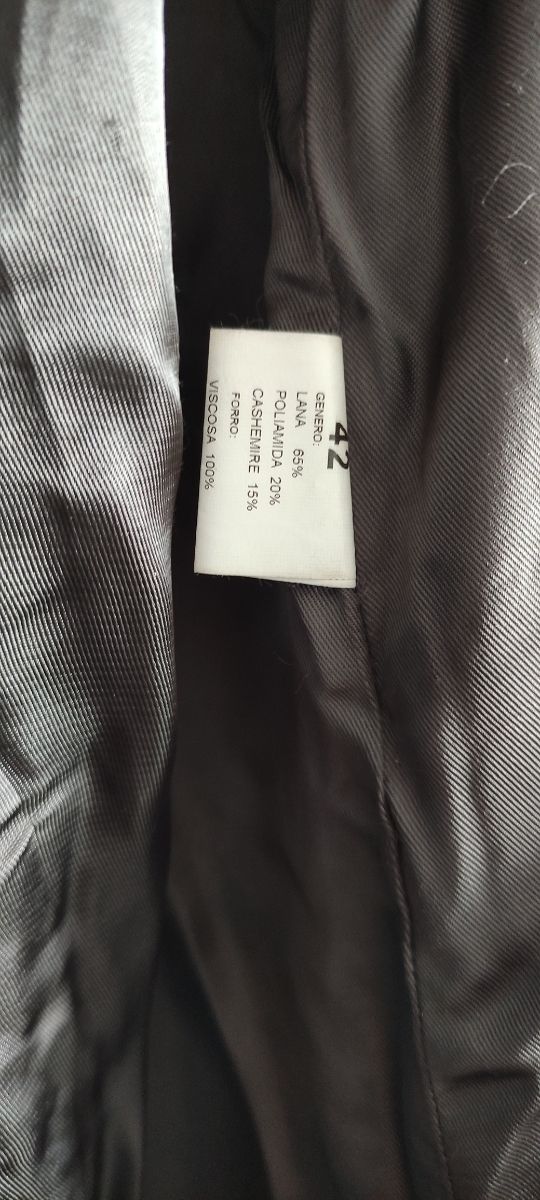 42
GENERO:
LANA 65%
POLIAMIDA 20%
CASHEMIRE 15%
FORRO:
VISCOSA 100%